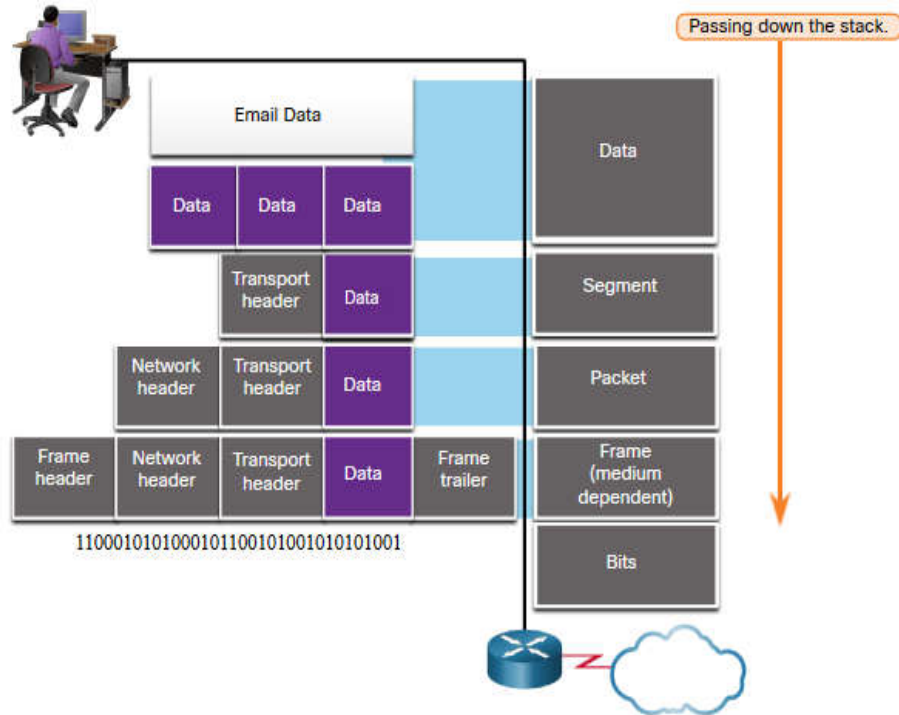 Passing down the stack.
Email Data
Data
Data
Data
Data
Transport
header
Data
Segment
Network
header
Transport
header
Data
Packet
Frame
header
Network
header
Transport
header
Data
Frame
trailer
Frame
(medium
dependent)
1100010101000101100101001010101001
Bits